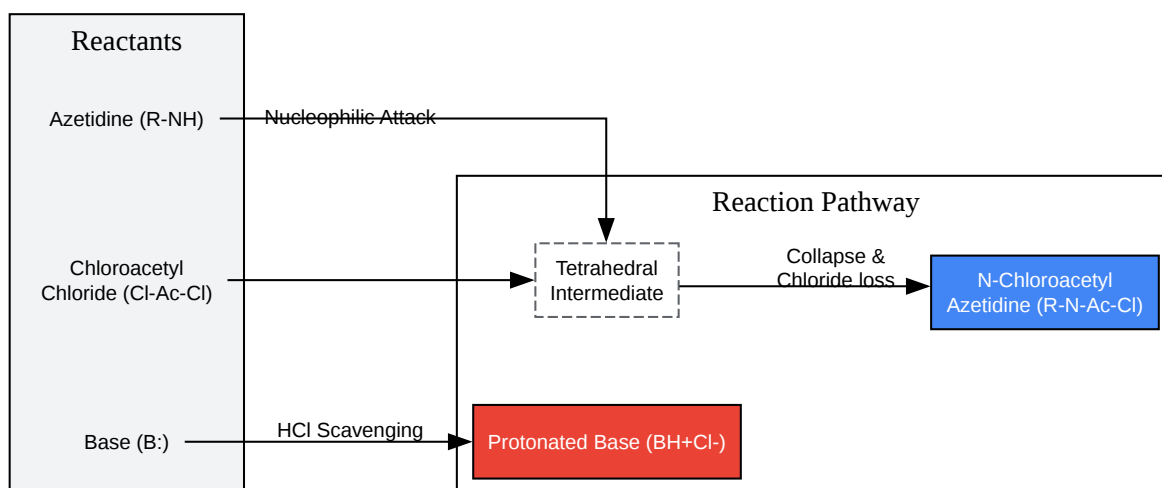 Reactants
Azetidine (R-NH)
Nucleophilic Attack
Reaction Pathway
Chloroacetyl
Chloride (Cl-Ac-Cl)
Tetrahedral
Intermediate
Collapse &
Chloride loss
N-Chloroacetyl
Azetidine (R-N-Ac-Cl)
Base (B:)
HCl Scavenging
Protonated Base (BH+Cl-)